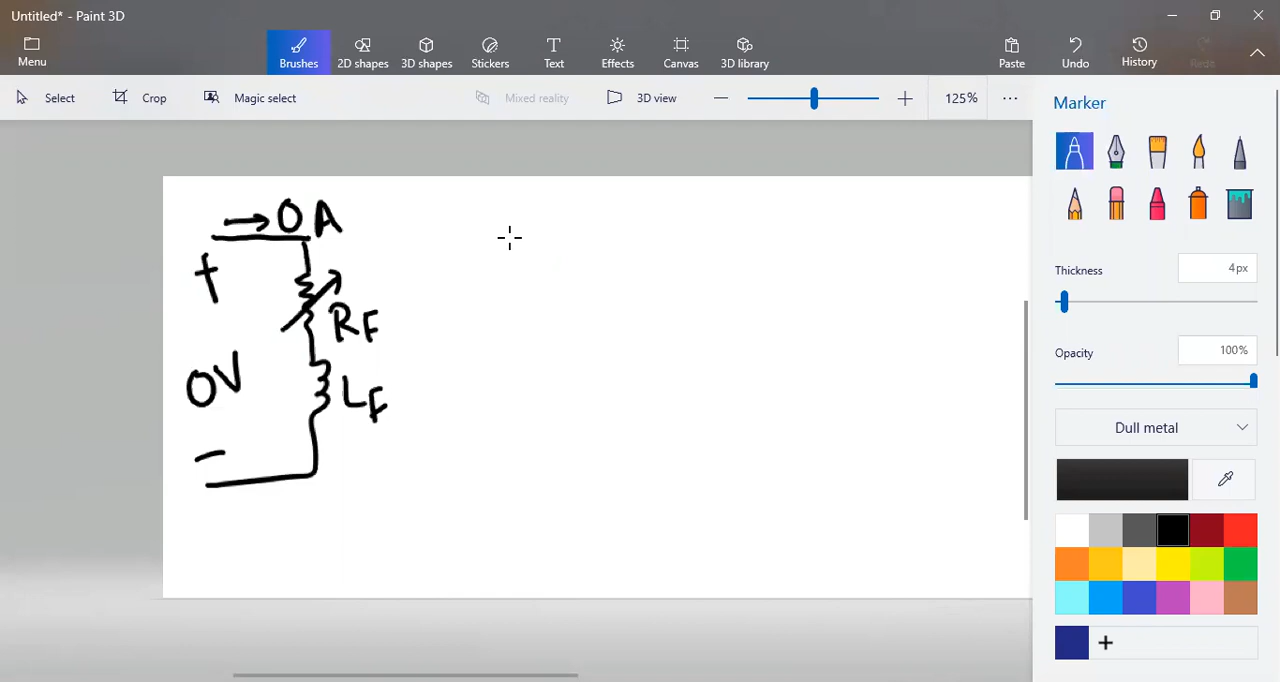 Untitled* - Paint 3D
Menu
Brushes
2D shapes
3D shapes
Stickers
Text
Effects
Canvas
3D library
Paste
Undo
History
Redo
Select
Crop
Magic select
Mixed reality
3D view
125%
Marker
Thickness
4px
Opacity
100%
Dull metal
→ 0 A
+
RF
0V
LF
−